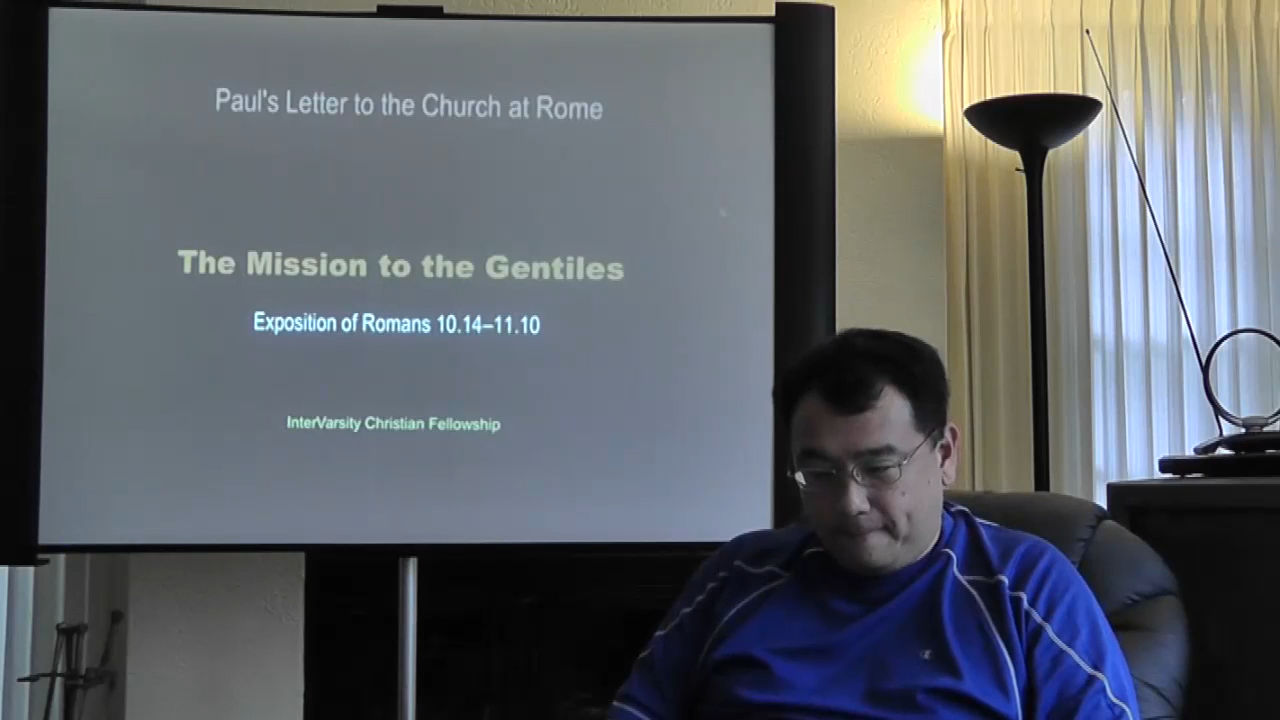 Paul's Letter to the Church at Rome
The Mission to the Gentiles
Exposition of Romans 10.14–11.10
InterVarsity Christian Fellowship